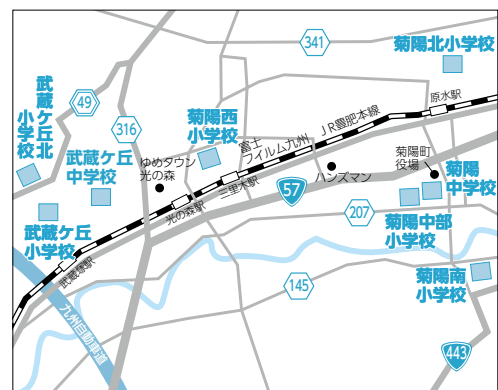 341
菊陽北小学校
原水駅
武蔵ケ丘北
小学校
49
316
菊陽西
小学校
富士
フイルム九州
JR豊肥本線
武蔵ケ丘
中学校
ゆめタウン
光の森
三里木駅
ハンズマン
菊陽町
役場
菊陽
中学校
57
207
光の森駅
武蔵ケ丘
小学校
菊陽中部
小学校
武蔵塚駅
145
菊陽南
小学校
九州自動車道
443